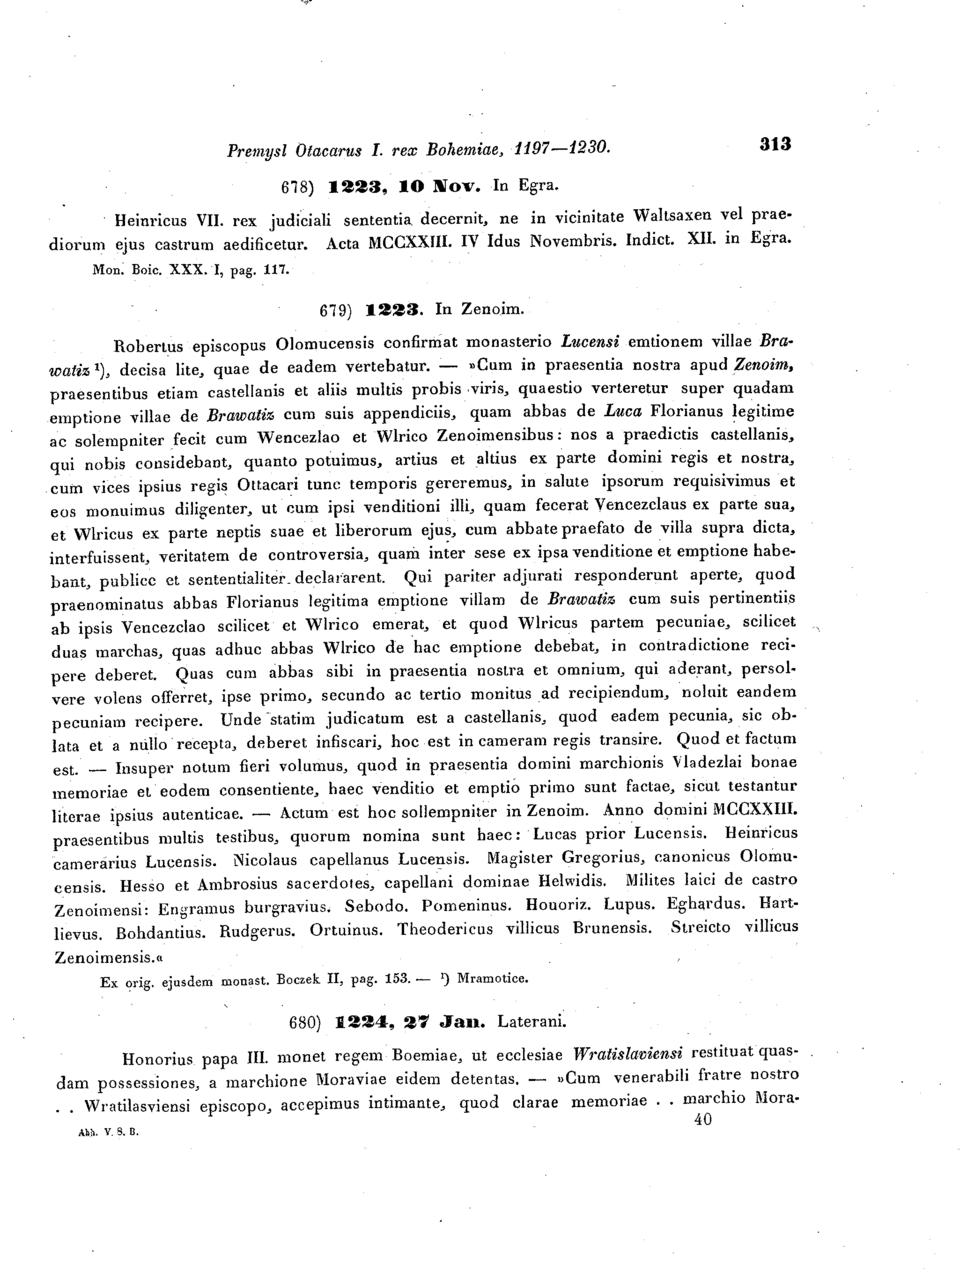 Premysl Otacarus I. rex Bohemiae, 1197—1230. 313
678) 1223, 10 Nov. In Egra.
Heinricus VII. rex judiciali sententia decernit, ne in vicinitate Waltsaxen vel prae-
diorum ejus castrum aedificetur. Acta MCCXXIII. IV Idus Novembris. Indict. XII. in Egra.
Mon. Boic. XXX. I, pag. 117.
679) 1223. In Zenoim.
Robertus episcopus Olomucensis confirmat monasterio Lucensi emtionem villae Bra-
watiz ¹), decisa lite, quae de eadem vertebatur. — »Cum in praesentia nostra apud Zenoim,
praesentibus etiam castellanis et aliis multis probis viris, quaestio verteretur super quadam
emptione villae de Brawatiz cum suis appendiciis, quam abbas de Luca Florianus legitime
ac solempniter fecit cum Wencezlao et Wlrico Zenoimensibus: nos a praedictis castellanis,
qui nobis considebant, quanto potuimus, artius et altius ex parte domini regis et nostra,
cum vices ipsius regis Ottacari tunc temporis gereremus, in salute ipsorum requisivimus et
eos monuimus diligenter, ut cum ipsi venditioni illi, quam fecerat Vencezclaus ex parte sua,
et Wlricus ex parte neptis suae et liberorum ejus, cum abbate praefato de villa supra dicta,
interfuissent, veritatem de controversia, quam inter sese ex ipsa venditione et emptione habe-
bant, publice et sententialiter declararent. Qui pariter adjurati responderunt aperte, quod
praenominatus abbas Florianus legitima emptione villam de Brawatiz cum suis pertinentiis
ab ipsis Vencezclao scilicet et Wlrico emerat, et quod Wlricus partem pecuniae, scilicet
duas marchas, quas adhuc abbas Wlrico de hac emptione debebat, in contradictione reci-
pere deberet. Quas cum abbas sibi in praesentia nostra et omnium, qui aderant, persol-
vere volens offerret, ipse primo, secundo ac tertio monitus ad recipiendum, noluit eandem
pecuniam recipere. Unde statim judicatum est a castellanis, quod eadem pecunia, sic ob-
lata et a nullo recepta, deberet infiscari, hoc est in cameram regis transire. Quod et factum
est. — Insuper notum fieri volumus, quod in praesentia domini marchionis Vladezlai bonae
memoriae et eodem consentiente, haec venditio et emptio primo sunt factae, sicut testantur
literae ipsius autenticae. — Actum est hoc sollempniter in Zenoim. Anno domini MCCXXIII.
praesentibus multis testibus, quorum nomina sunt haec: Lucas prior Lucensis. Heinricus
camerarius Lucensis. Nicolaus capellanus Lucensis. Magister Gregorius, canonicus Olomu-
censis. Hesso et Ambrosius sacerdotes, capellani dominae Helwidis. Milites laici de castro
Zenoimensi: Engramus burgravius. Sebodo. Pomeninus. Honoriz. Lupus. Eghardus. Hart-
lievus. Bohdantius. Rudgerus. Ortuinus. Theodericus villicus Brunensis. Streicto villicus
Zenoimensis.«
Ex orig. ejusdem monast. Boczek II, pag. 153. — ¹) Mramotice.
680) 1224, 27 Jan. Laterani.
Honorius papa III. monet regem Boemiae, ut ecclesiae Wratislaviensi restituat quas-
dam possessiones, a marchione Moraviae eidem detentas. — »Cum venerabili fratre nostro
. . Wratilasviensi episcopo, accepimus intimante, quod clarae memoriae . . marchio Mora-
Abh. V. S. B. 40